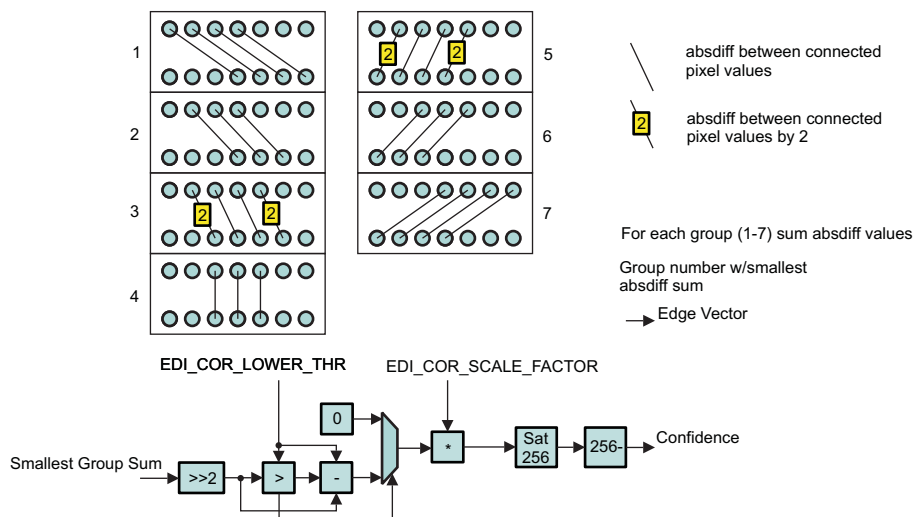 1
2
3
2
2
4
5
2
2
6
7
absdiff between connected
pixel values
2
absdiff between connected
pixel values by 2
For each group (1-7) sum absdiff values
Group number w/smallest
absdiff sum
Edge Vector
EDI_COR_LOWER_THR
EDI_COR_SCALE_FACTOR
0
Smallest Group Sum
>>2
>
-
*
Sat
256
256-
Confidence